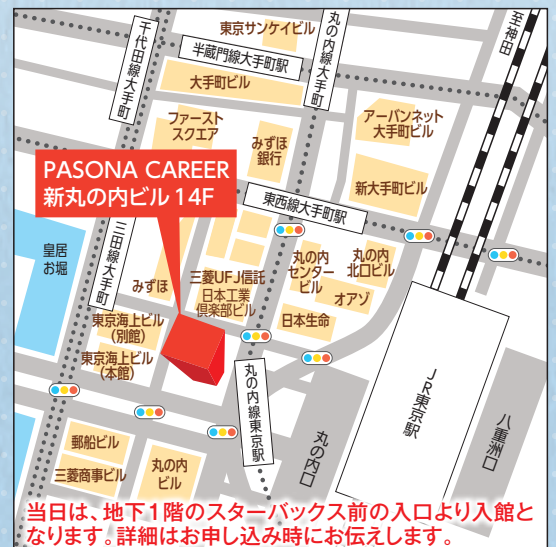 東京サンケイビル
半蔵門線大手町駅
千代田線大手町
丸の内線大手町
至神田
大手町ビル
ファースト
スクエア
みずほ
銀行
アーバンネット
大手町ビル
PASONA CAREER
新丸の内ビル 14F
新大手町ビル
東西線大手町駅
皇居
お堀
三田線大手町
みずほ
三菱UFJ信託
日本工業
倶楽部ビル
丸の内
センター
ビル
丸の内
北口ビル
オアゾ
日本生命
東京海上ビル
(別館)
東京海上ビル
(本館)
丸の内線東京駅
JR東京駅
丸の内口
八重洲口
郵船ビル
三菱商事ビル
丸の内
ビル
当日は、地下1階のスターバックス前の入口より入館と
なります。詳細はお申し込み時にお伝えします。